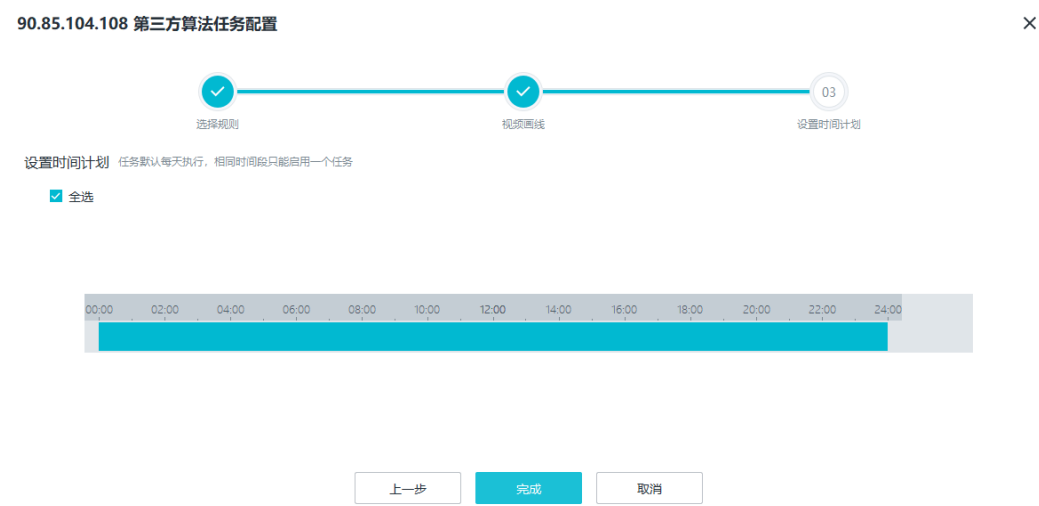 90.85.104.108 第三方算法任务配置
03
选择规则 视频画线 设置时间计划
设置时间计划 任务默认每天执行，相同时间段只能启用一个任务
全选
00:00 02:00 04:00 06:00 08:00 10:00 12:00 14:00 16:00 18:00 20:00 22:00 24:00
上一步 完成 取消